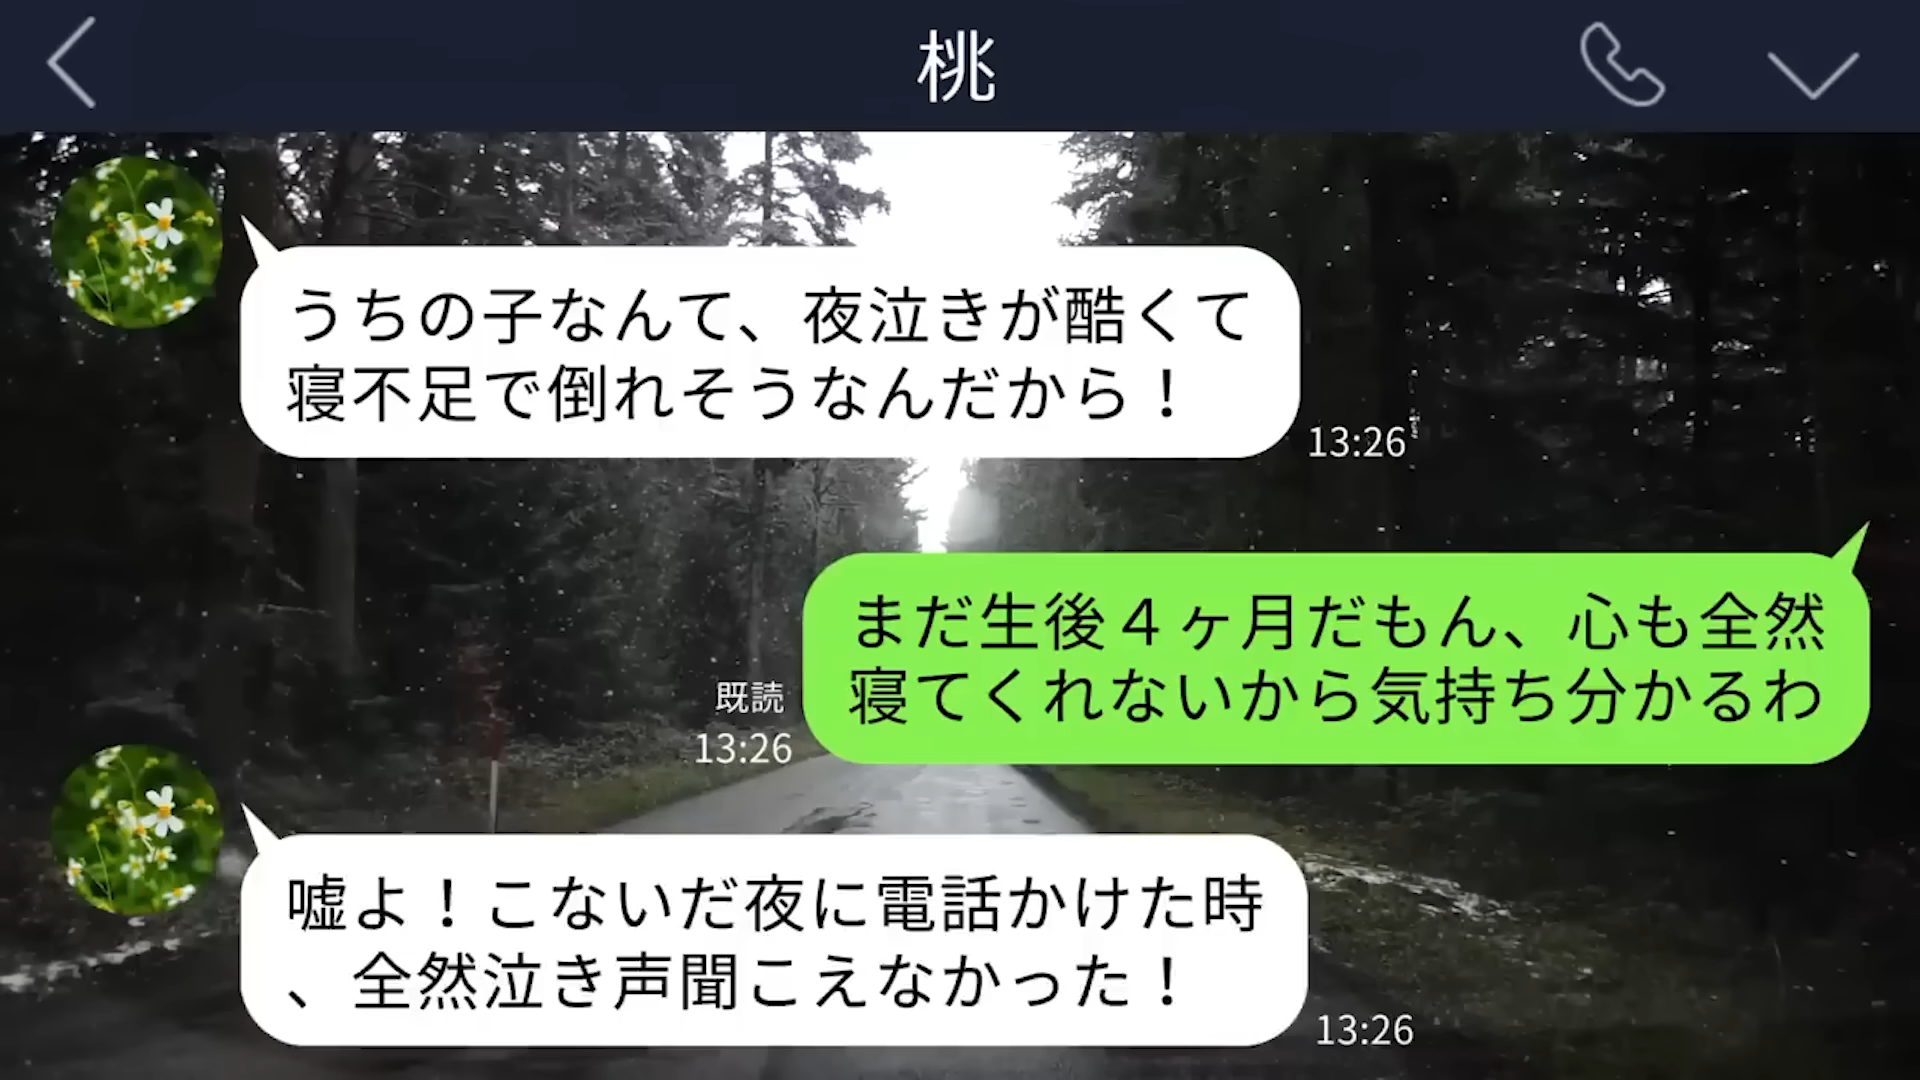 桃
うちの子なんて、夜泣きが酷くて
寝不足で倒れそうなんだから！
13:26
まだ生後４ヶ月だもん、心も全然
寝てくれないから気持ち分かるわ
既読
13:26
嘘よ！こないだ夜に電話かけた時
、全然泣き声聞こえなかった！
13:26